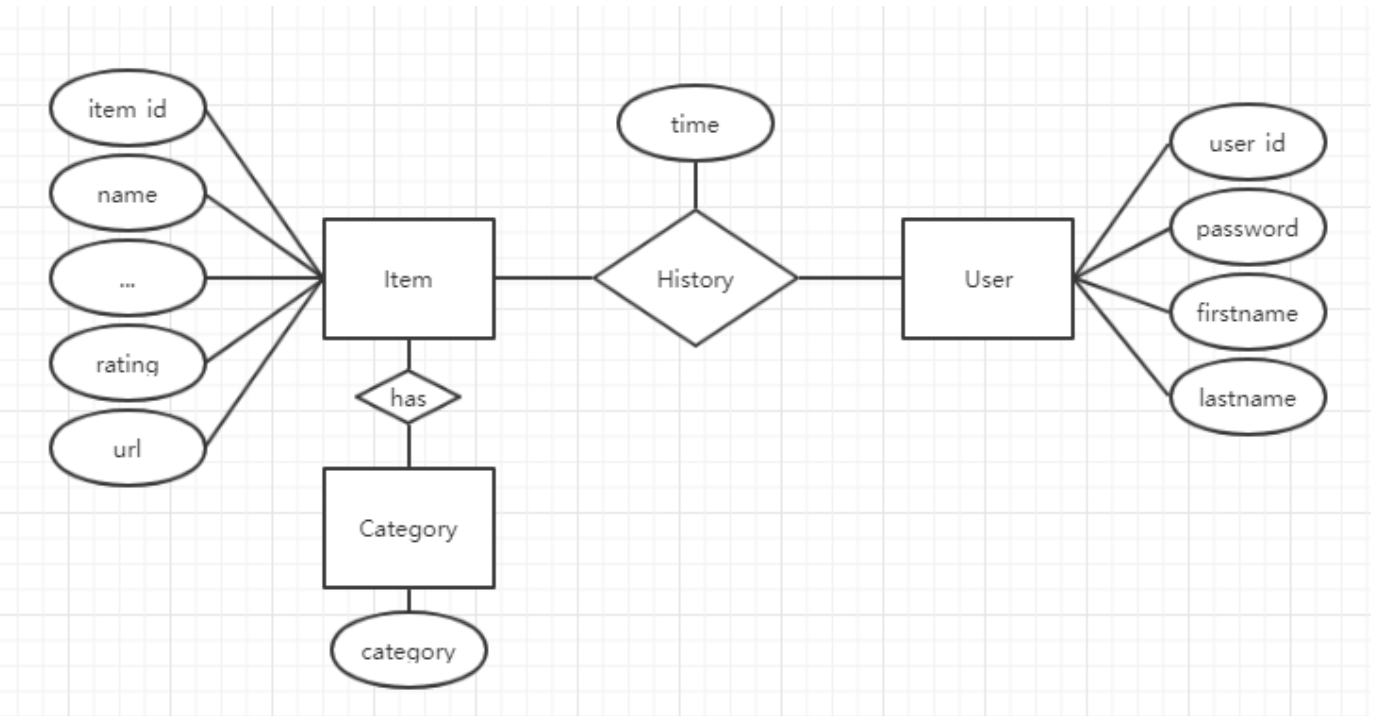 item id
name
...
rating
url
Item
has
Category
category
time
History
User
user id
password
firstname
lastname